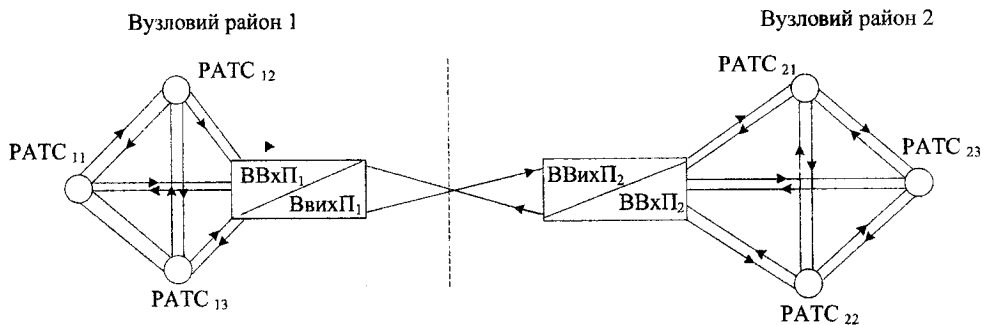 Вузловий район 1
Вузловий район 2
РАТС 12
РАТС 21
РАТС 11
РАТС 23
ВВхП1
ВвихП1
ВВихП2
ВВхП2
РАТС 13
РАТС 22